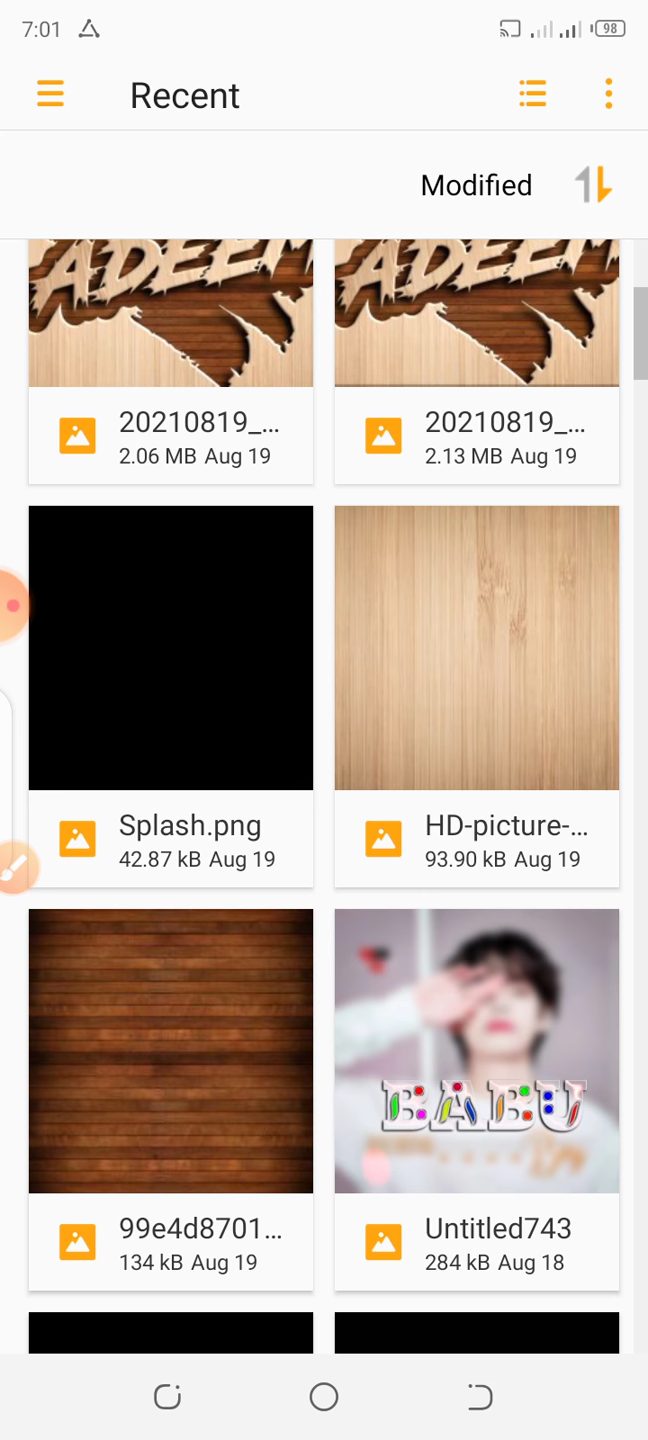 7:01
98
Recent
Modified
ADEEM
ADEEM
20210819_...
2.06 MB Aug 19
20210819_...
2.13 MB Aug 19
Splash.png
42.87 kB Aug 19
HD-picture-...
93.90 kB Aug 19
BABU
99e4d8701...
134 kB Aug 19
Untitled743
284 kB Aug 18